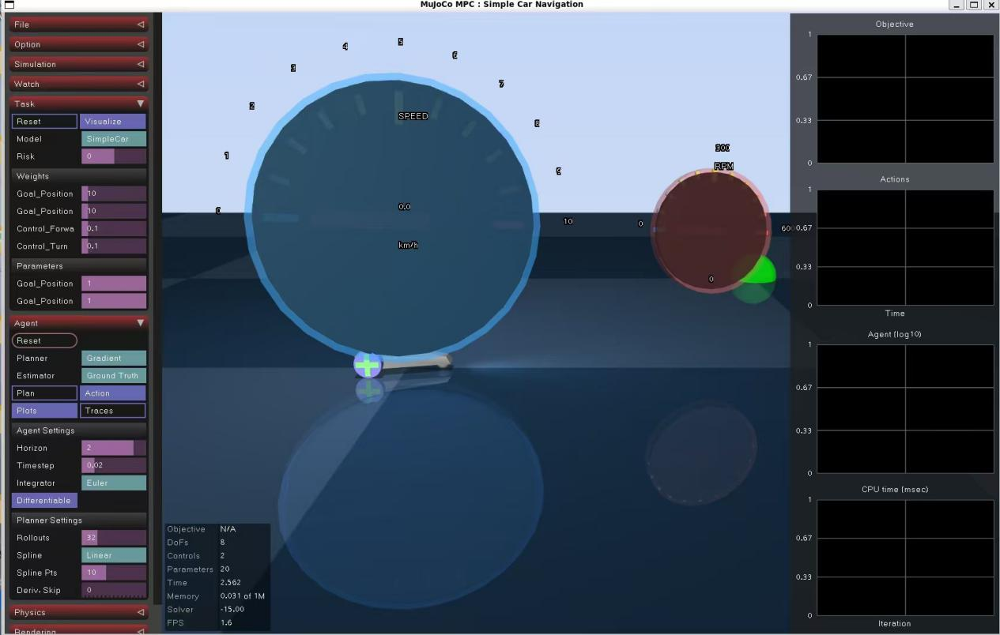 MuJoCo MPC : Simple Car Navigation
File
Option
Simulation
Watch
Task
Reset Visualize
Model SimpleCar
Risk 0
Weights
Goal_Position 10
Goal_Position 10
Control_Forwa 0.1
Control_Turn 0.1
Parameters
Goal_Position 1
Goal_Position 1
Agent
Reset
Planner Gradient
Estimator Ground Truth
Plan Action
Plots Traces
Agent Settings
Horizon 2
Timestep 0.02
Integrator Euler
Differentiable
Planner Settings
Rollouts 32
Spline Linear
Spline Pts 10
Deriv. Skip 0
Physics
Rendering
0
1
2
3
4
5
6
7
8
9
10
SPEED
0.0
km/h
300
RPM
0
600
0
Objective N/A
DoFs 8
Controls 2
Parameters 20
Time 2.562
Memory 0.031 of 1M
Solver -15.00
FPS 1.6
Objective
1
0.67
0.33
0
Actions
1
0.67
0.33
0
Time
Agent (log10)
1
0.67
0.33
0
CPU time (msec)
1
0.67
0.33
0
Iteration